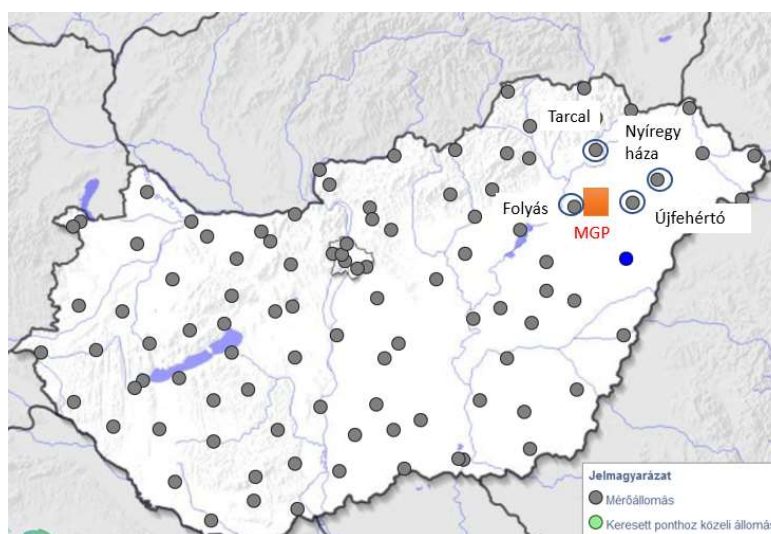 Tarcal
Nyíregy
háza
Folyás
MGP
Újfehértó
Jelmagyarázat
Mérőállomás
Keresett ponthoz közeli állomás